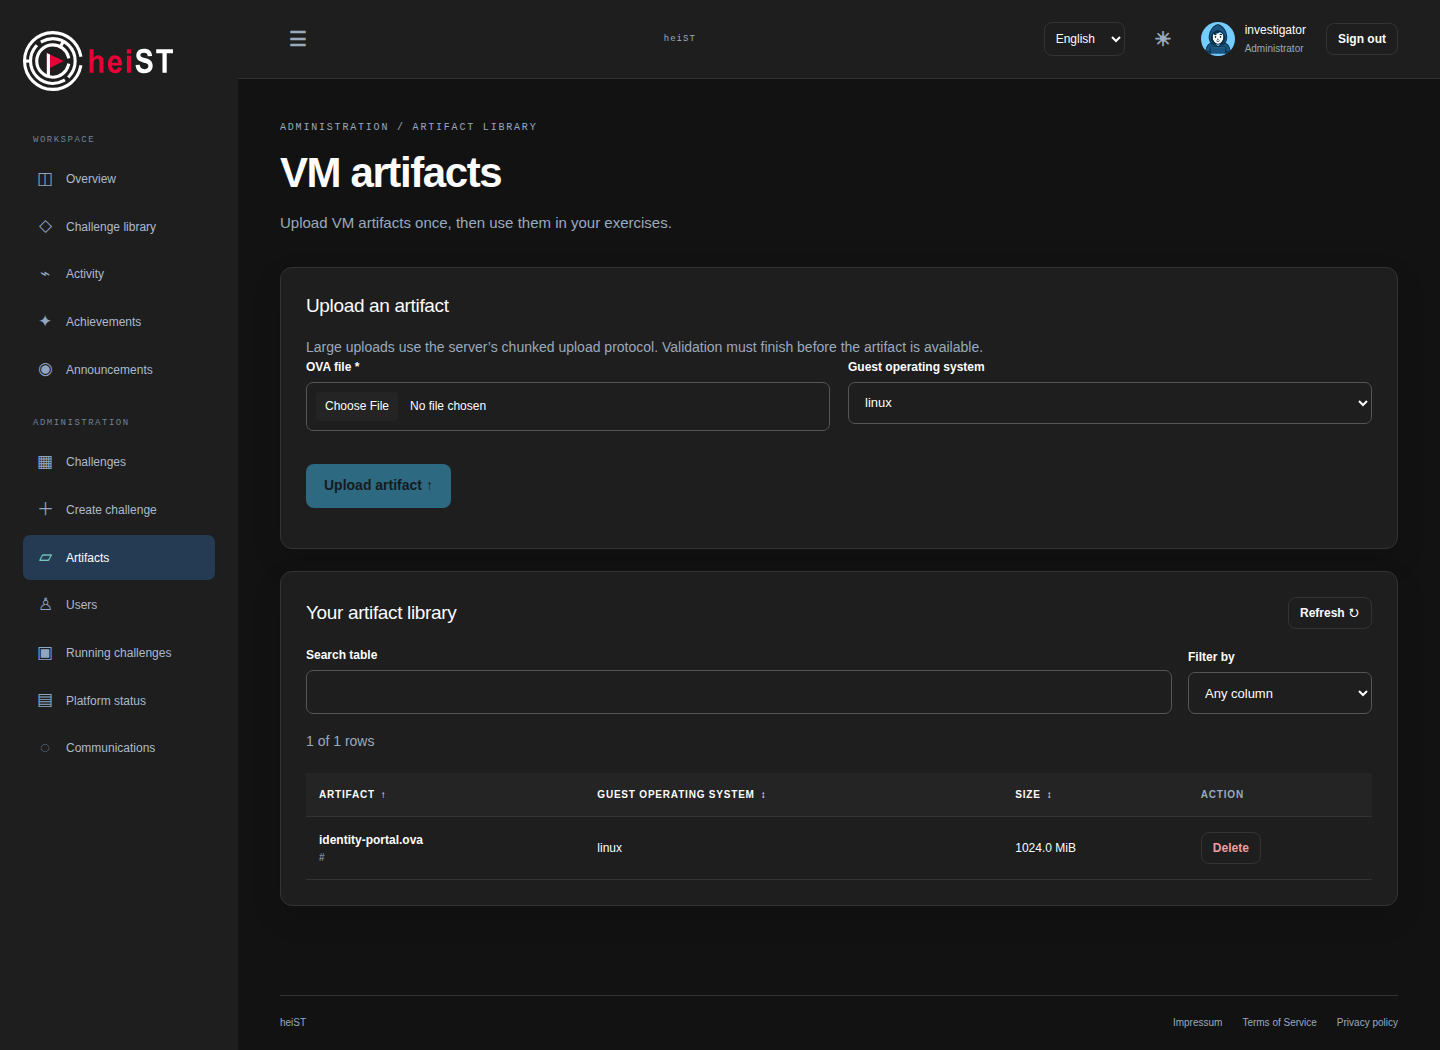 heiST
WORKSPACE
Overview
Challenge library
Activity
Achievements
Announcements
ADMINISTRATION
Challenges
Create challenge
Artifacts
Users
Running challenges
Platform status
Communications
heiST
English
investigator
Administrator
Sign out
ADMINISTRATION / ARTIFACT LIBRARY
VM artifacts
Upload VM artifacts once, then use them in your exercises.
Upload an artifact
Large uploads use the server’s chunked upload protocol. Validation must finish before the artifact is available.
OVA file *
Guest operating system
Choose File No file chosen
linux
Upload artifact ↑
Your artifact library
Refresh ↻
Search table
Filter by
Any column
1 of 1 rows
ARTIFACT ↑ GUEST OPERATING SYSTEM ↕ SIZE ↕ ACTION
identity-portal.ova
#
linux
1024.0 MiB
Delete
heiST
Impressum Terms of Service Privacy policy